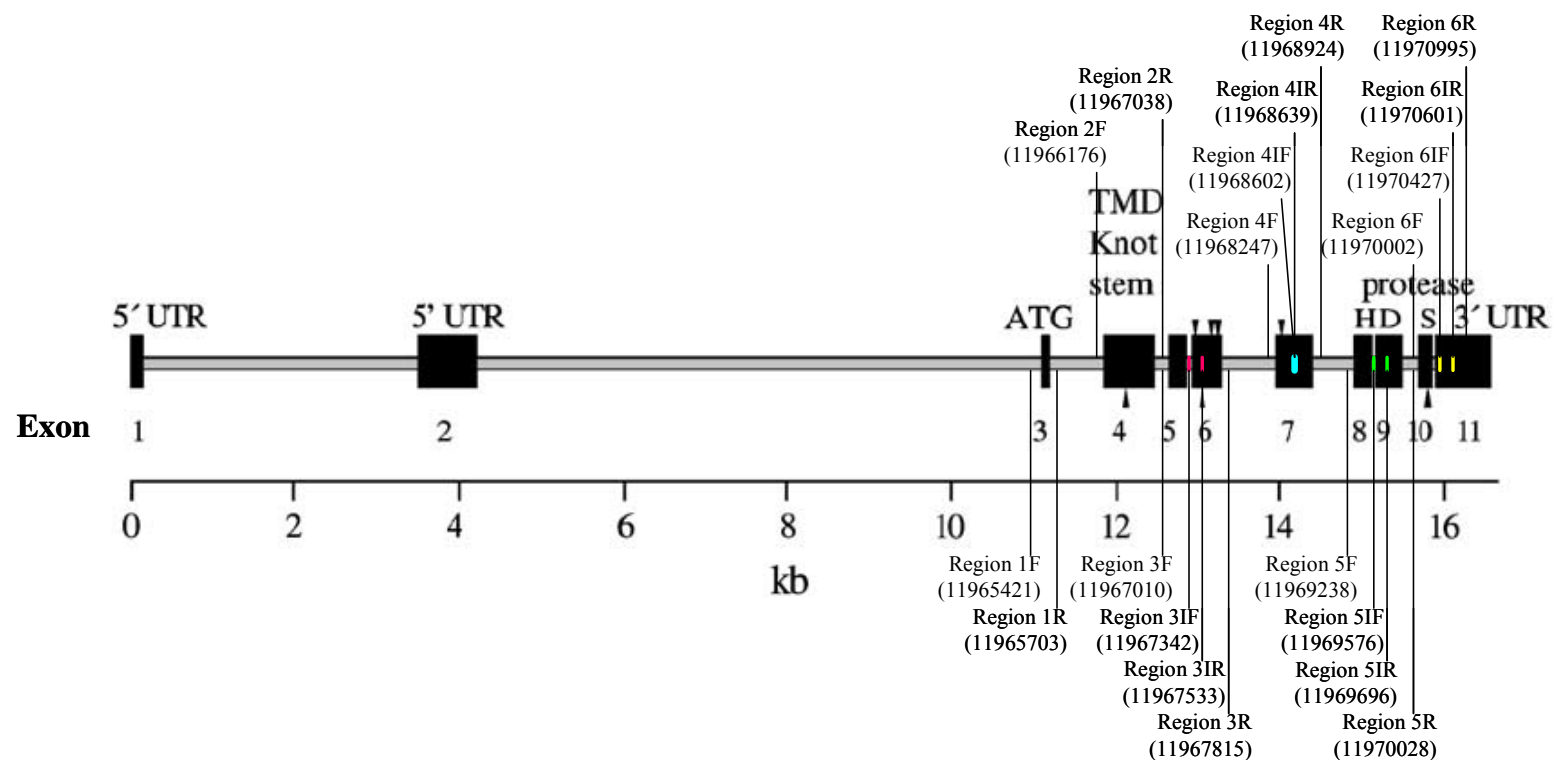 Region 4R
(11968924)
Region 6R
(11970995)
Region 2R
(11967038)
Region 4IR
(11968639)
Region 6IR
(11970601)
Region 2F
(11966176)
Region 4IF
(11968602)
Region 6IF
(11970427)
TMD
Knot
stem
Region 4F
(11968247)
Region 6F
(11970002)
protease
5´ UTR
5’ UTR
ATG
H D S 3´ UTR
Exon 1 2 3 4 5 6 7 8 9 10 11
0 2 4 6 8 10 12 14 16
kb
Region 1F
(11965421)
Region 3F
(11967010)
Region 5F
(11969238)
Region 1R
(11965703)
Region 3IF
(11967342)
Region 5IF
(11969576)
Region 3IR
(11967533)
Region 5IR
(11969696)
Region 3R
(11967815)
Region 5R
(11970028)